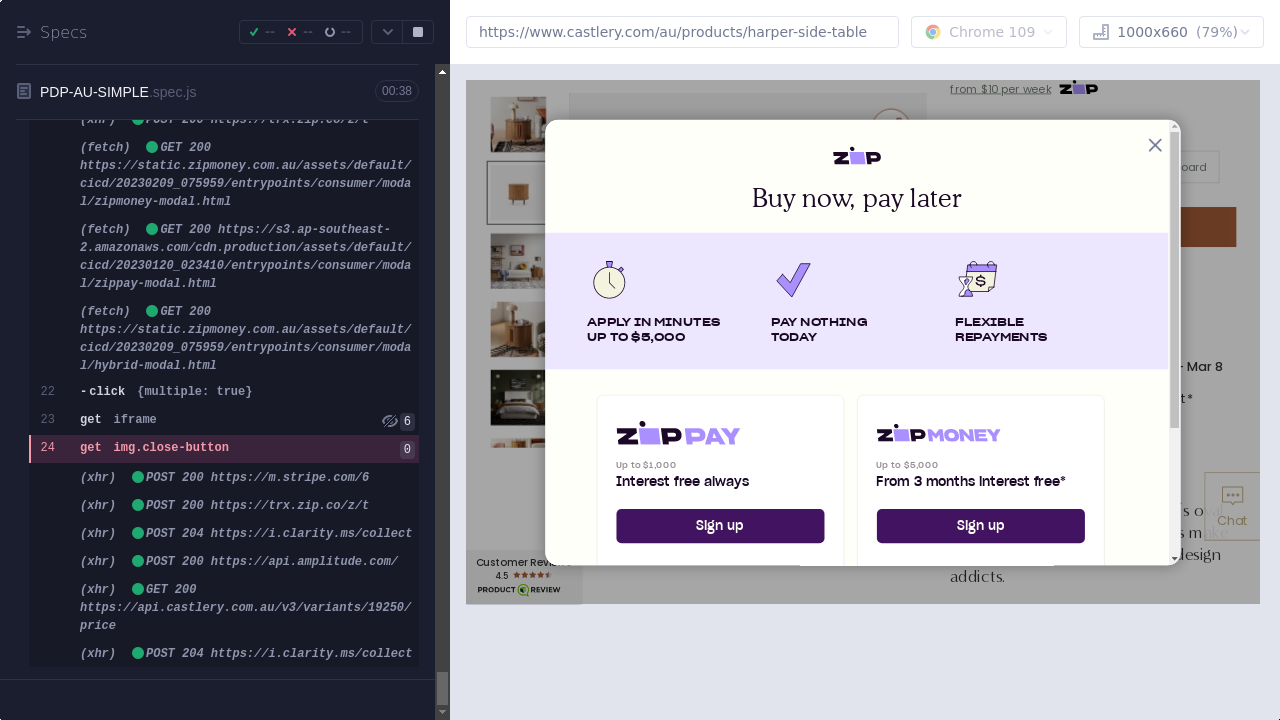 Specs
--
--
--
https://www.castlery.com/au/products/harper-side-table
Chrome 109
1000x660 (79%)
PDP-AU-SIMPLE.spec.js
00:38
(xhr) POST 200 https://trx.zip.co/z/t
(fetch) GET 200
https://static.zipmoney.com.au/assets/default/
cicd/20230209_075959/entrypoints/consumer/moda
l/zipmoney-modal.html
(fetch) GET 200 https://s3.ap-southeast-
2.amazonaws.com/cdn.production/assets/default/
cicd/20230120_023410/entrypoints/consumer/moda
l/zippay-modal.html
(fetch) GET 200
https://static.zipmoney.com.au/assets/default/
cicd/20230209_075959/entrypoints/consumer/moda
l/hybrid-modal.html
22 -click {multiple: true}
23 get iframe 6
24 get img.close-button 0
(xhr) POST 200 https://m.stripe.com/6
(xhr) POST 200 https://trx.zip.co/z/t
(xhr) POST 204 https://i.clarity.ms/collect
(xhr) POST 200 https://api.amplitude.com/
(xhr) GET 200
https://api.castlery.com.au/v3/variants/19250/
price
(xhr) POST 204 https://i.clarity.ms/collect
from $10 per week ZIP
oard
- Mar 8
t*
ZIP
Buy now, pay later
APPLY IN MINUTES
UP TO $5,000
PAY NOTHING
TODAY
FLEXIBLE
REPAYMENTS
ZIP PAY
Up to $1,000
Interest free always
Sign up
ZIP MONEY
Up to $5,000
From 3 months interest free*
Sign up
Chat
design
addicts.
Customer Reviews
4.5
PRODUCT REVIEW